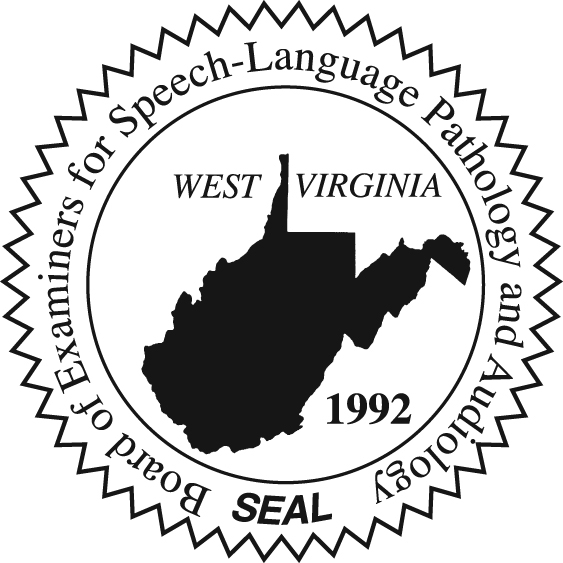 Board of Examiners for Speech-Language Pathology and Audiology
WEST VIRGINIA
1992
SEAL